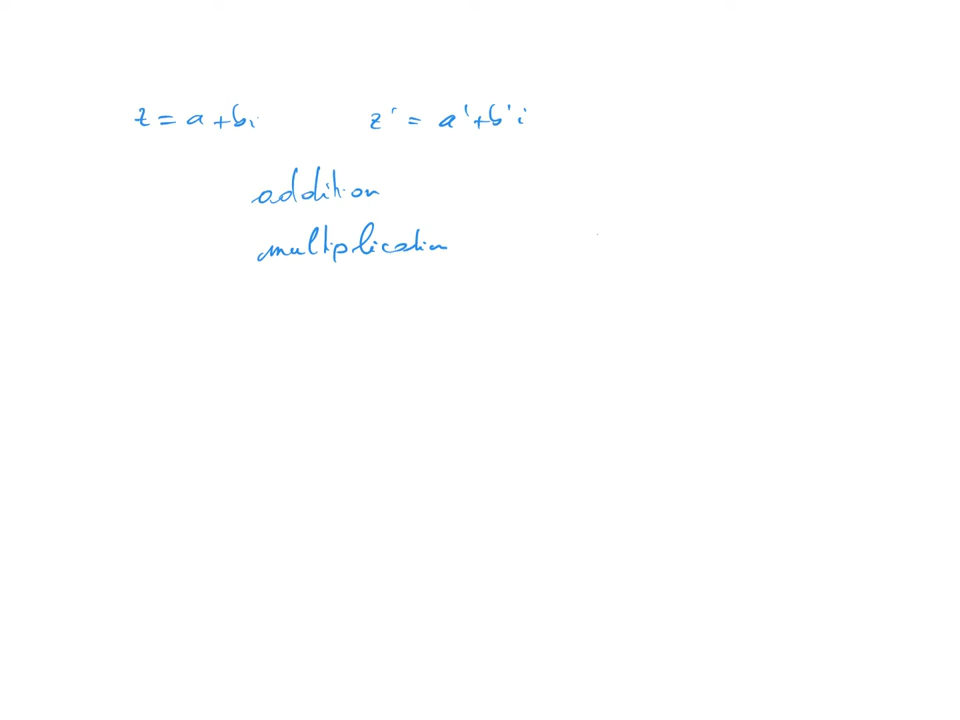 z = a + bi z' = a' + b'i
addition
multiplication